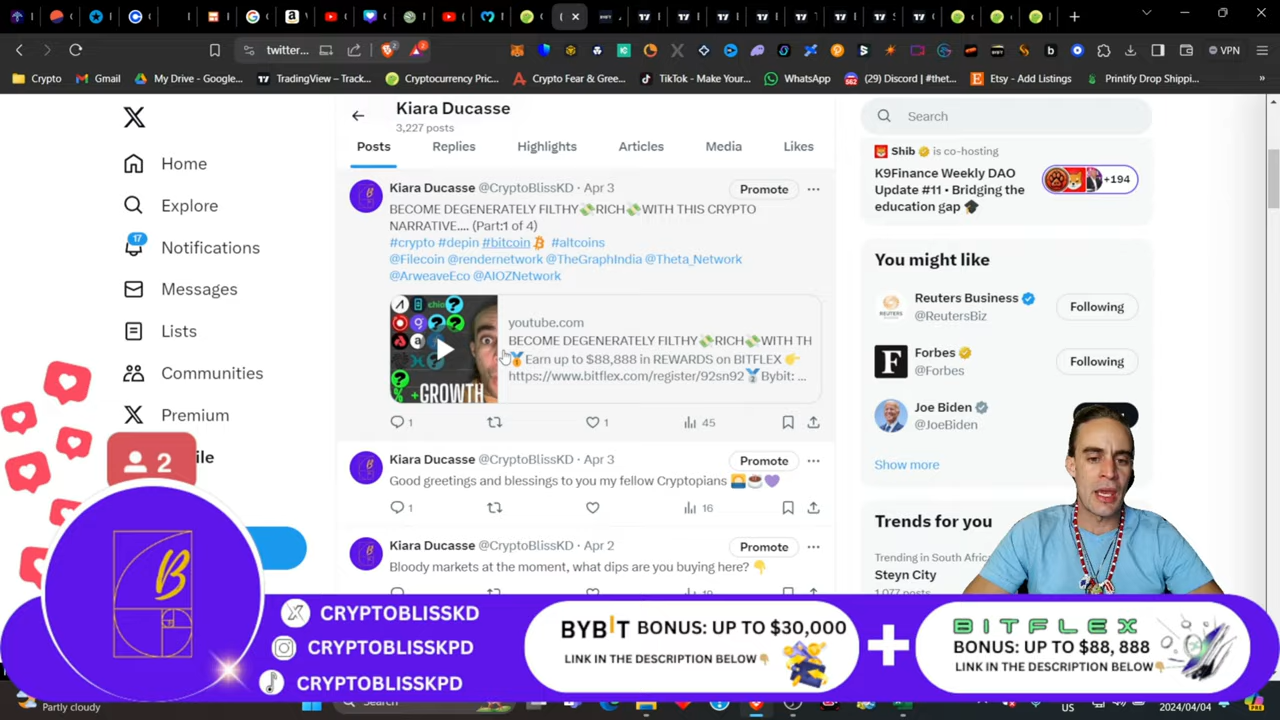 twitter...
VPN
Crypto
Gmail
My Drive - Google...
TradingView – Track...
Cryptocurrency Pric...
Crypto Fear & Gree...
TikTok - Make Your...
WhatsApp
(29) Discord | #thet...
Etsy - Add Listings
Printify Drop Shippi...
Kiara Ducasse
3,227 posts
Posts
Replies
Highlights
Articles
Media
Likes
Home
Explore
17
Notifications
Messages
Lists
Communities
Premium
Kiara Ducasse @CryptoBlissKD · Apr 3
Promote
BECOME DEGENERATELY FILTHY💸RICH💸WITH THIS CRYPTO
NARRATIVE.... (Part:1 of 4)
#crypto #depin #bitcoin #altcoins
@Filecoin @rendernetwork @TheGraphIndia @Theta_Network
@ArweaveEco @AIOZNetwork
+GROWTH
youtube.com
BECOME DEGENERATELY FILTHY💸RICH💸WITH TH
🥇Earn up to $88,888 in REWARDS on BITFLEX 👉
https://www.bitflex.com/register/92sn92🥈Bybit: ...
1
1
45
Kiara Ducasse @CryptoBlissKD · Apr 3
Promote
Good greetings and blessings to you my fellow Cryptopians 🌅☕💜
1
16
Kiara Ducasse @CryptoBlissKD · Apr 2
Promote
Bloody markets at the moment, what dips are you buying here? 👇
Search
Shib is co-hosting
K9Finance Weekly DAO
Update #11 • Bridging the
education gap 🎓
+194
You might like
Reuters Business
@ReutersBiz
Following
Forbes
@Forbes
Following
Joe Biden
@JoeBiden
Show more
Trends for you
Trending in South Africa
Steyn City
1,077 posts
2
B
CRYPTOBLISSKD
CRYPTOBLISSKPD
CRYPTOBLISSKPD
BYBIT BONUS: UP TO $30,000
LINK IN THE DESCRIPTION BELOW👇🏼
BITFLEX
BONUS: UP TO $88, 888
LINK IN THE DESCRIPTION BELOW👇🏼
Partly cloudy
Search
US
2024/04/04